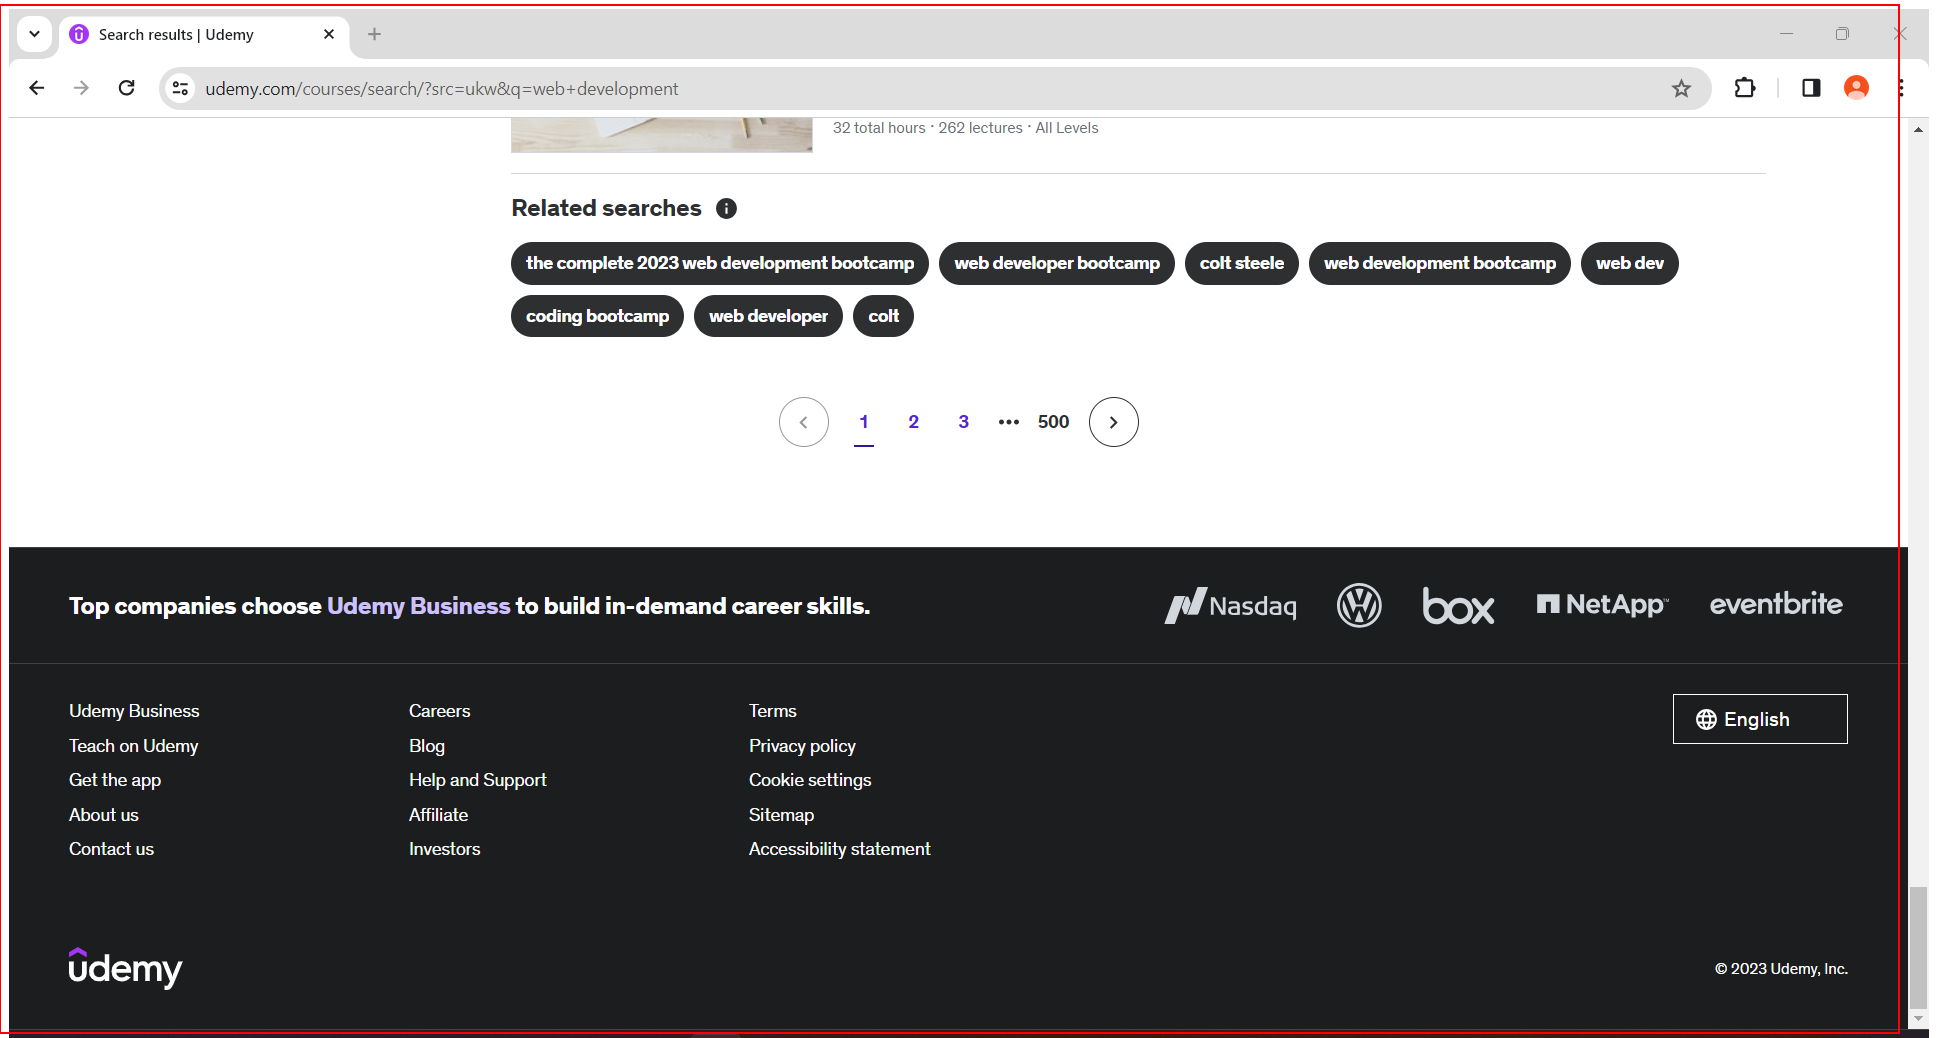 Search results | Udemy
udemy.com/courses/search/?src=ukw&q=web+development
32 total hours · 262 lectures · All Levels
Related searches
the complete 2023 web development bootcamp web developer bootcamp colt steele web development bootcamp web dev
coding bootcamp web developer colt
1 2 3 ••• 500
Top companies choose Udemy Business to build in-demand career skills.
Nasdaq VW box NetApp™ eventbrite
Udemy Business
Teach on Udemy
Get the app
About us
Contact us
Careers
Blog
Help and Support
Affiliate
Investors
Terms
Privacy policy
Cookie settings
Sitemap
Accessibility statement
English
udemy
© 2023 Udemy, Inc.